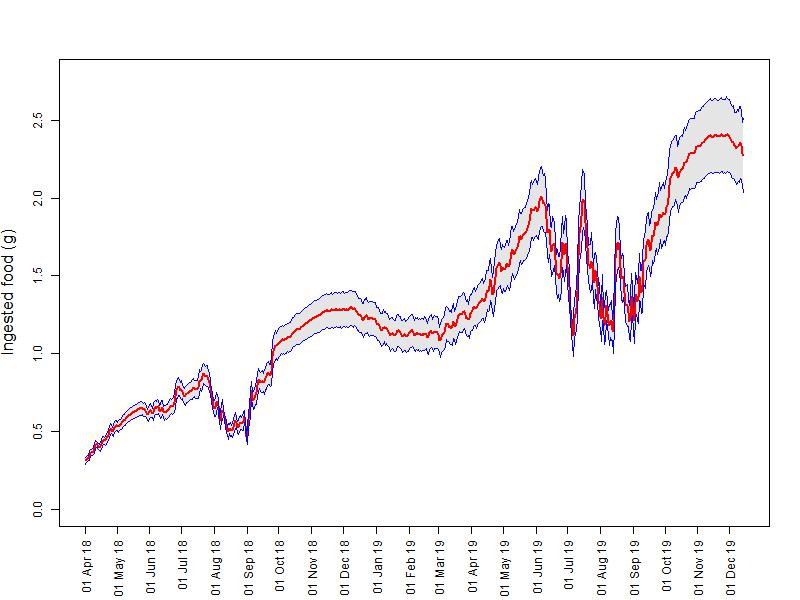 Ingested food (g)
2.5
2.0
1.5
1.0
0.5
0.0
01 Apr 18
01 May 18
01 Jun 18
01 Jul 18
01 Aug 18
01 Sep 18
01 Oct 18
01 Nov 18
01 Dec 18
01 Jan 19
01 Feb 19
01 Mar 19
01 Apr 19
01 May 19
01 Jun 19
01 Jul 19
01 Aug 19
01 Sep 19
01 Oct 19
01 Nov 19
01 Dec 19